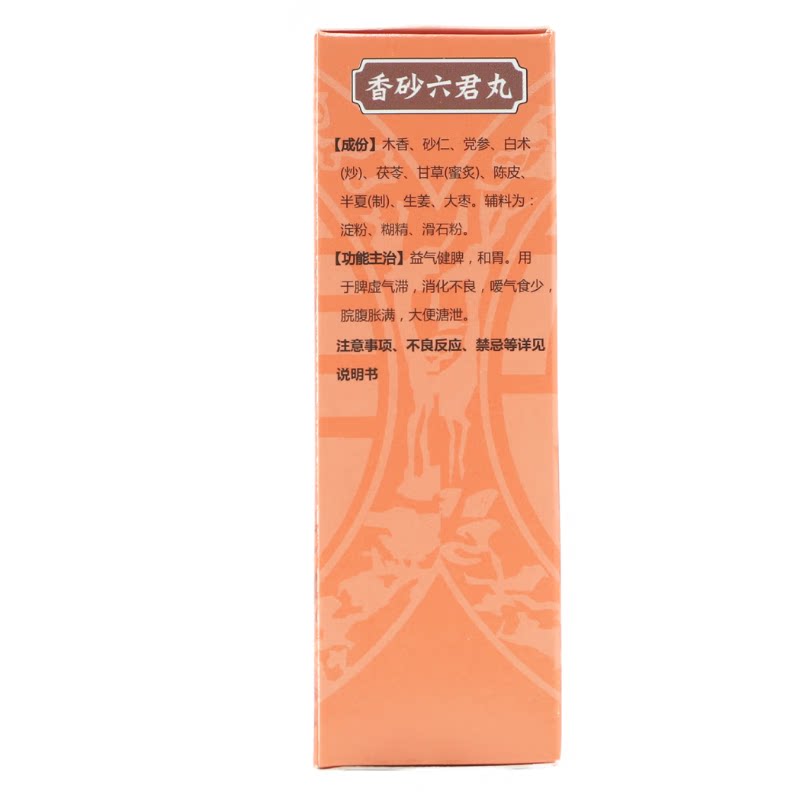 香砂六君丸
【成份】木香、砂仁、党参、白术
(炒)、茯苓、甘草(蜜炙)、陈皮、
半夏(制)、生姜、大枣。辅料为：
淀粉、糊精、滑石粉。
【功能主治】益气健脾，和胃。用
于脾虚气滞，消化不良，嗳气食少，
脘腹胀满，大便溏泄。
注意事项、不良反应、禁忌等详见
说明书